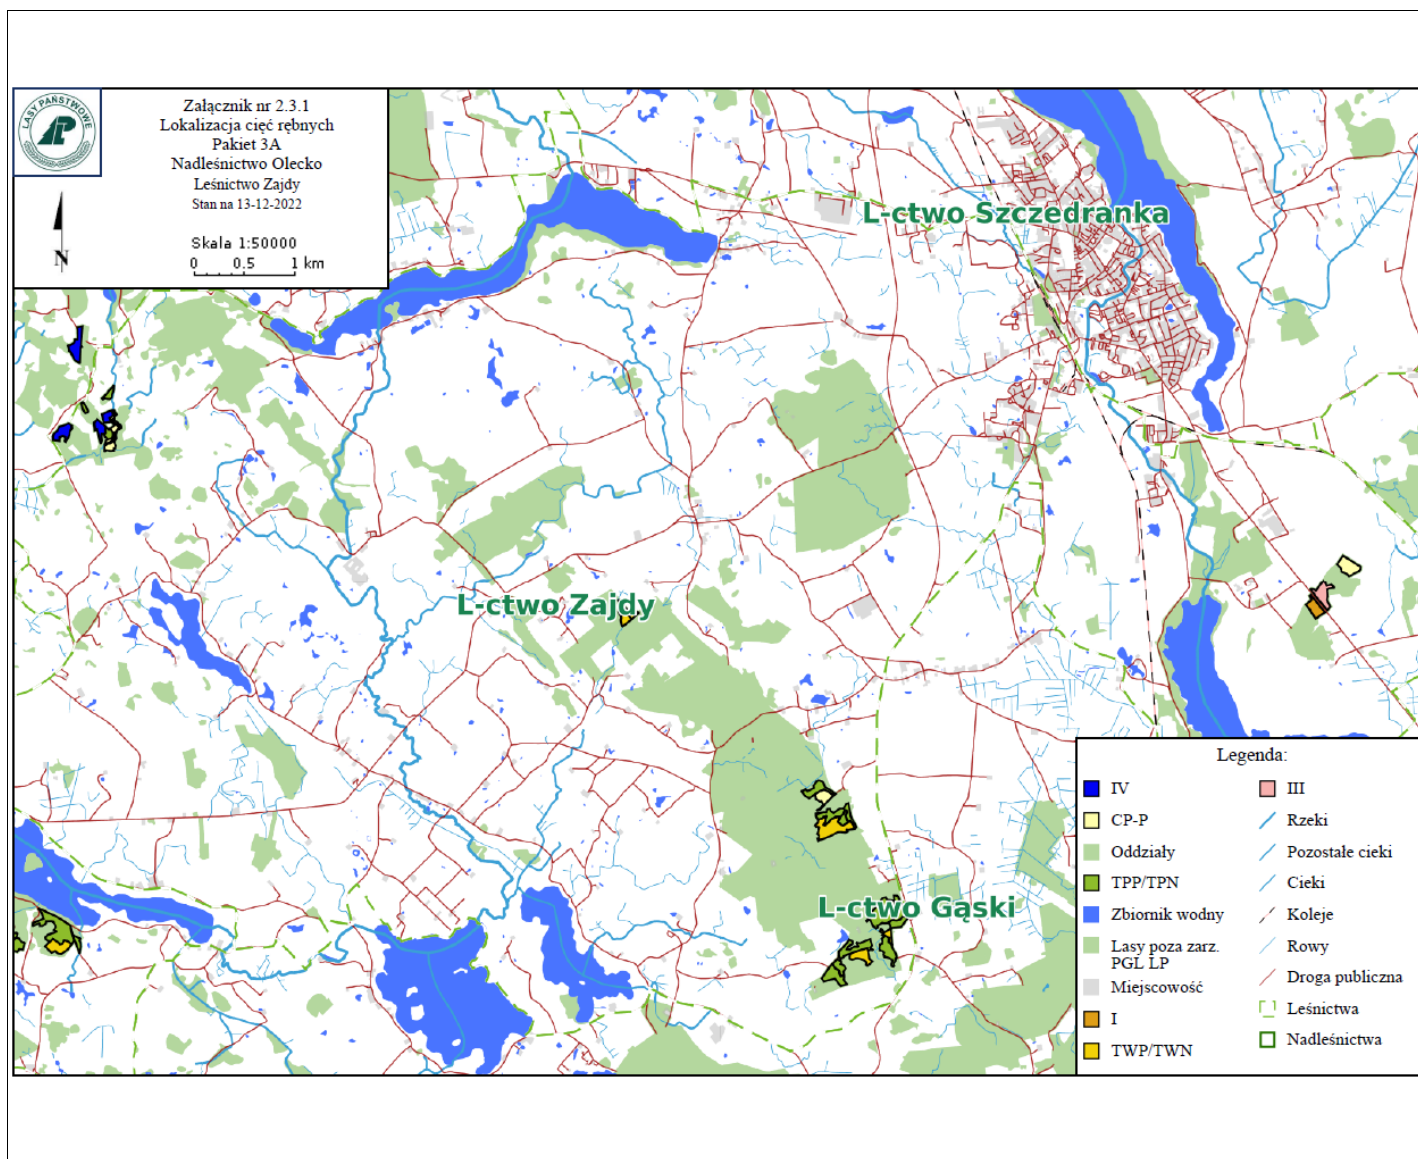 LASY PAŃSTWOWE
Załącznik nr 2.3.1
Lokalizacja cięć rębnych
Pakiet 3A
Nadleśnictwo Olecko
Leśnictwo Zajdy
Stan na 13-12-2022
N
Skala 1:50000
0 0.5 1 km
L-ctwo Szczedranka
L-ctwo Zajdy
L-ctwo Gąski
Legenda:
IV
CP-P
Oddziały
TPP/TPN
Zbiornik wodny
Lasy poza zarz.
PGL LP
Miejscowość
I
TWP/TWN
III
Rzeki
Pozostałe cieki
Cieki
Koleje
Rowy
Droga publiczna
Leśnictwa
Nadleśnictwa